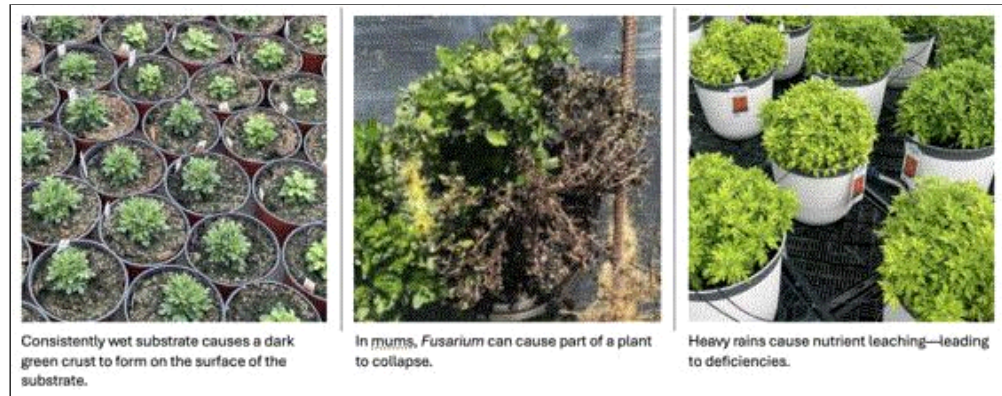 Consistently wet substrate causes a dark
green crust to form on the surface of the
substrate.
In mums, Fusarium can cause part of a plant
to collapse.
Heavy rains cause nutrient leaching—leading
to deficiencies.